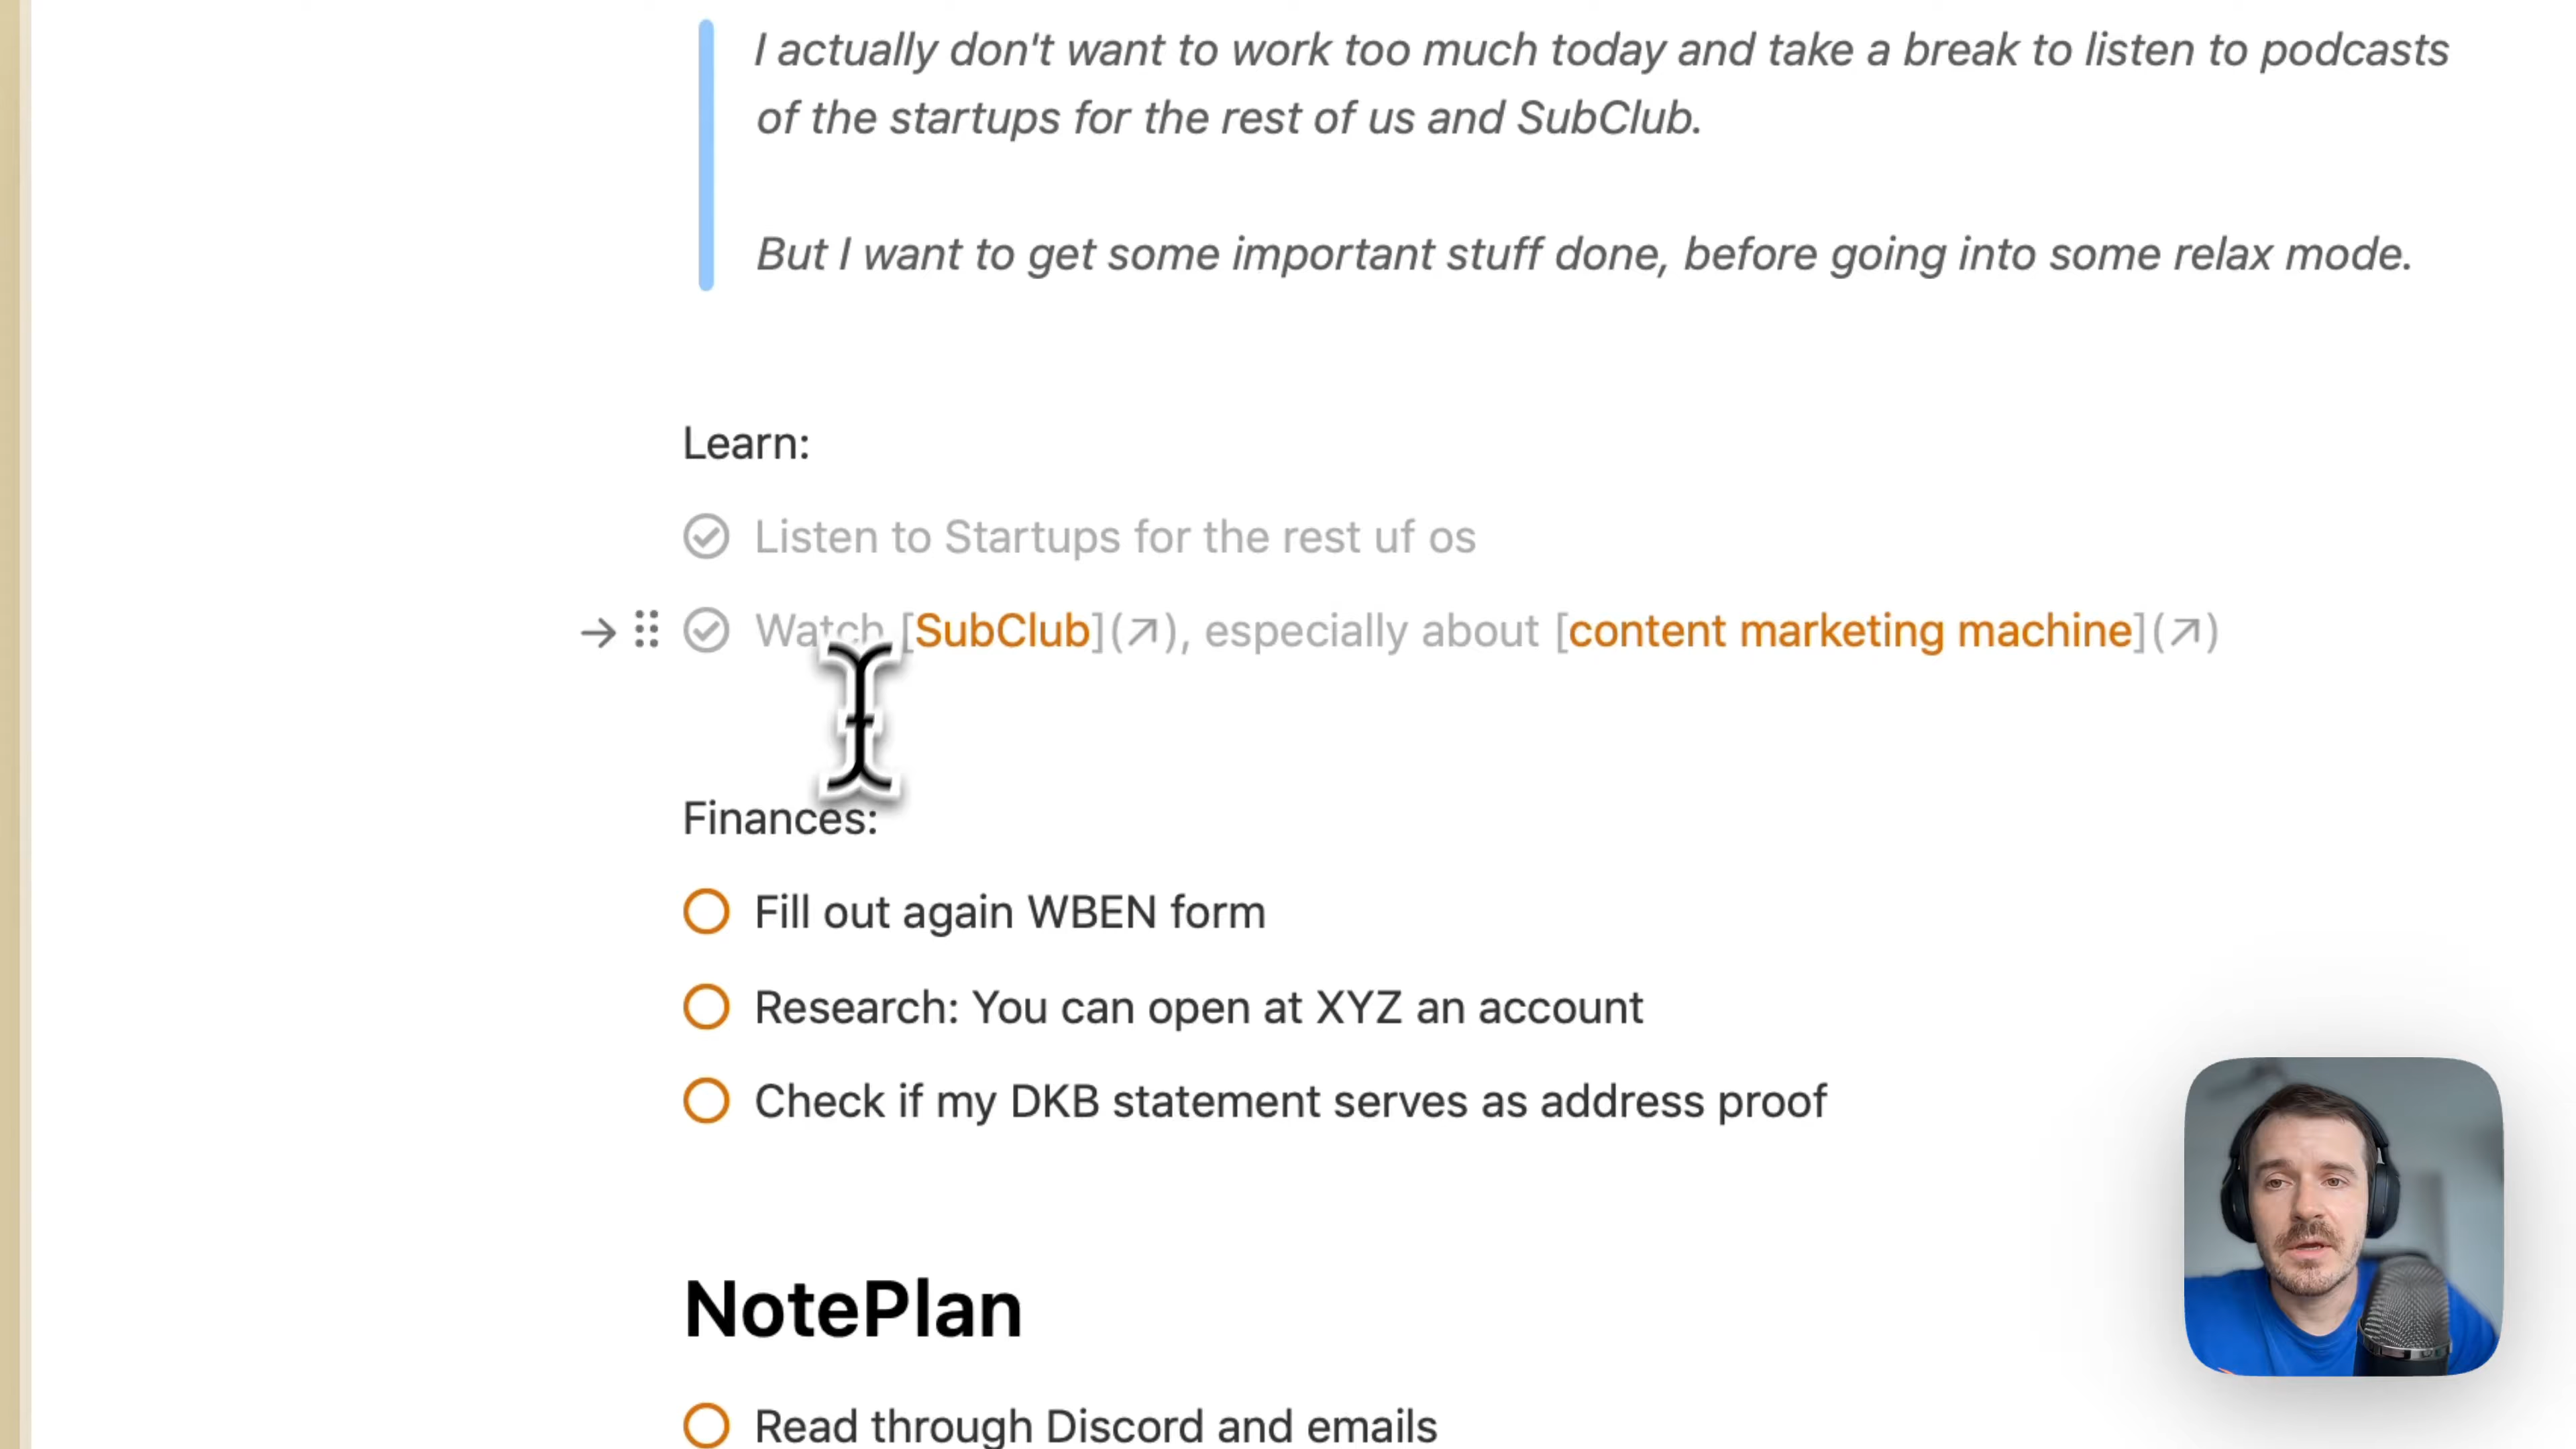 I actually don't want to work too much today and take a break to listen to podcasts
of the startups for the rest of us and SubClub.
But I want to get some important stuff done, before going into some relax mode.
Learn:
Listen to Startups for the rest uf os
Watch [SubClub](↗), especially about [content marketing machine](↗)
Finances:
Fill out again WBEN form
Research: You can open at XYZ an account
Check if my DKB statement serves as address proof
NotePlan
Read through Discord and emails